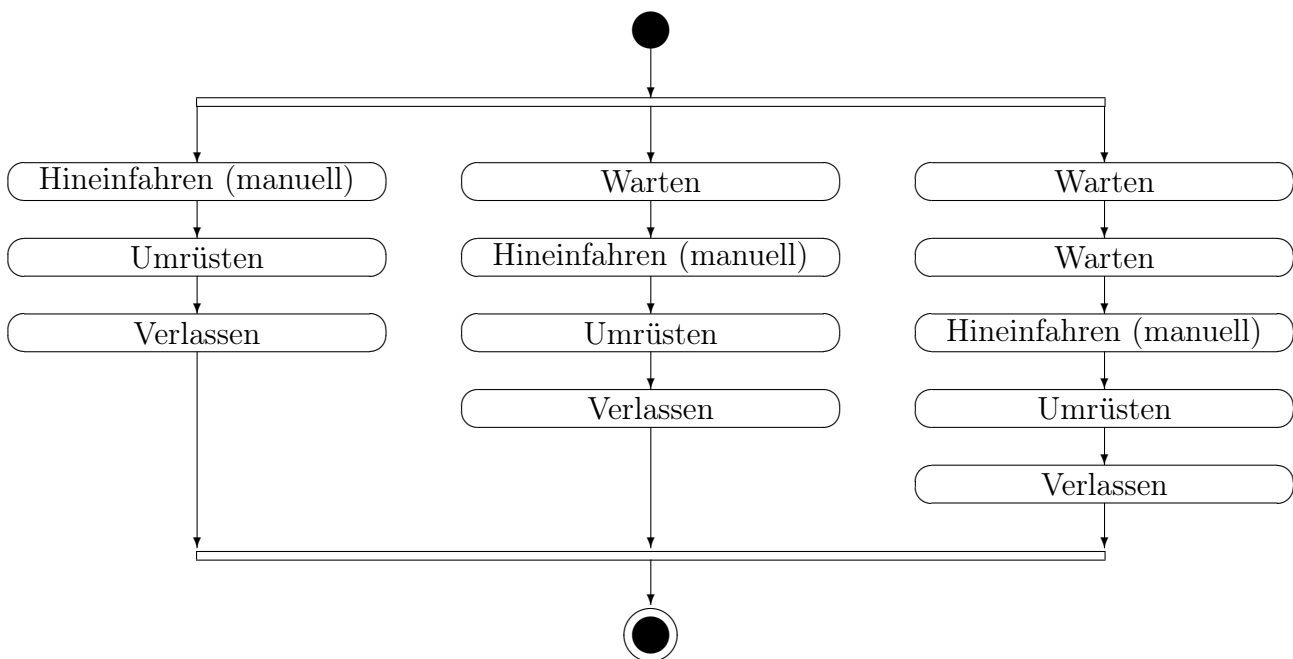 Hineinfahren (manuell)
Umrüsten
Verlassen
Warten
Hineinfahren (manuell)
Umrüsten
Verlassen
Warten
Warten
Hineinfahren (manuell)
Umrüsten
Verlassen